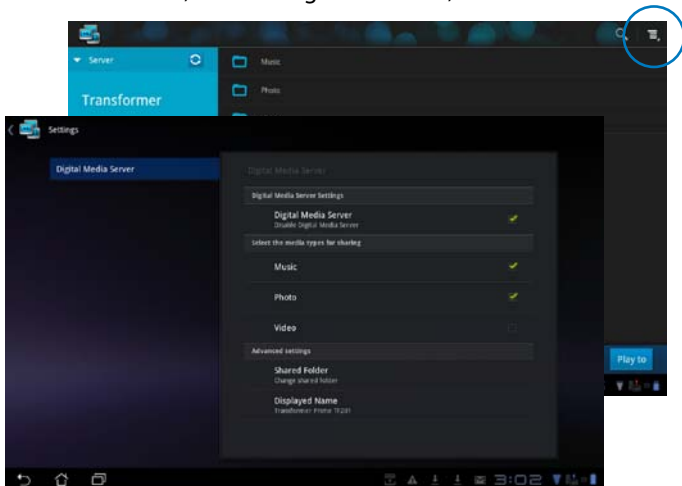 Server
Music
Photo
Transformer
Settings
Digital Media Server
Digital Media Server
Digital Media Server Settings
Digital Media Server
Disable Digital Media Server
Select the media types for sharing
Music
Photo
Video
Advanced settings
Shared Folder
Change shared folder
Displayed Name
Transformer Prime TF201
Play to
3:02